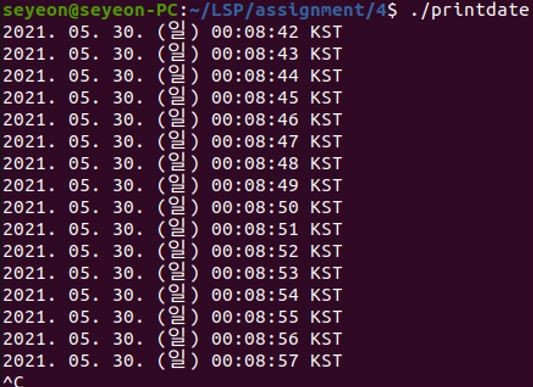 seyeon@seyeon-PC:~/LSP/assignment/4$ ./printdate
2021. 05. 30. (일) 00:08:42 KST
2021. 05. 30. (일) 00:08:43 KST
2021. 05. 30. (일) 00:08:44 KST
2021. 05. 30. (일) 00:08:45 KST
2021. 05. 30. (일) 00:08:46 KST
2021. 05. 30. (일) 00:08:47 KST
2021. 05. 30. (일) 00:08:48 KST
2021. 05. 30. (일) 00:08:49 KST
2021. 05. 30. (일) 00:08:50 KST
2021. 05. 30. (일) 00:08:51 KST
2021. 05. 30. (일) 00:08:52 KST
2021. 05. 30. (일) 00:08:53 KST
2021. 05. 30. (일) 00:08:54 KST
2021. 05. 30. (일) 00:08:55 KST
2021. 05. 30. (일) 00:08:56 KST
2021. 05. 30. (일) 00:08:57 KST
^C